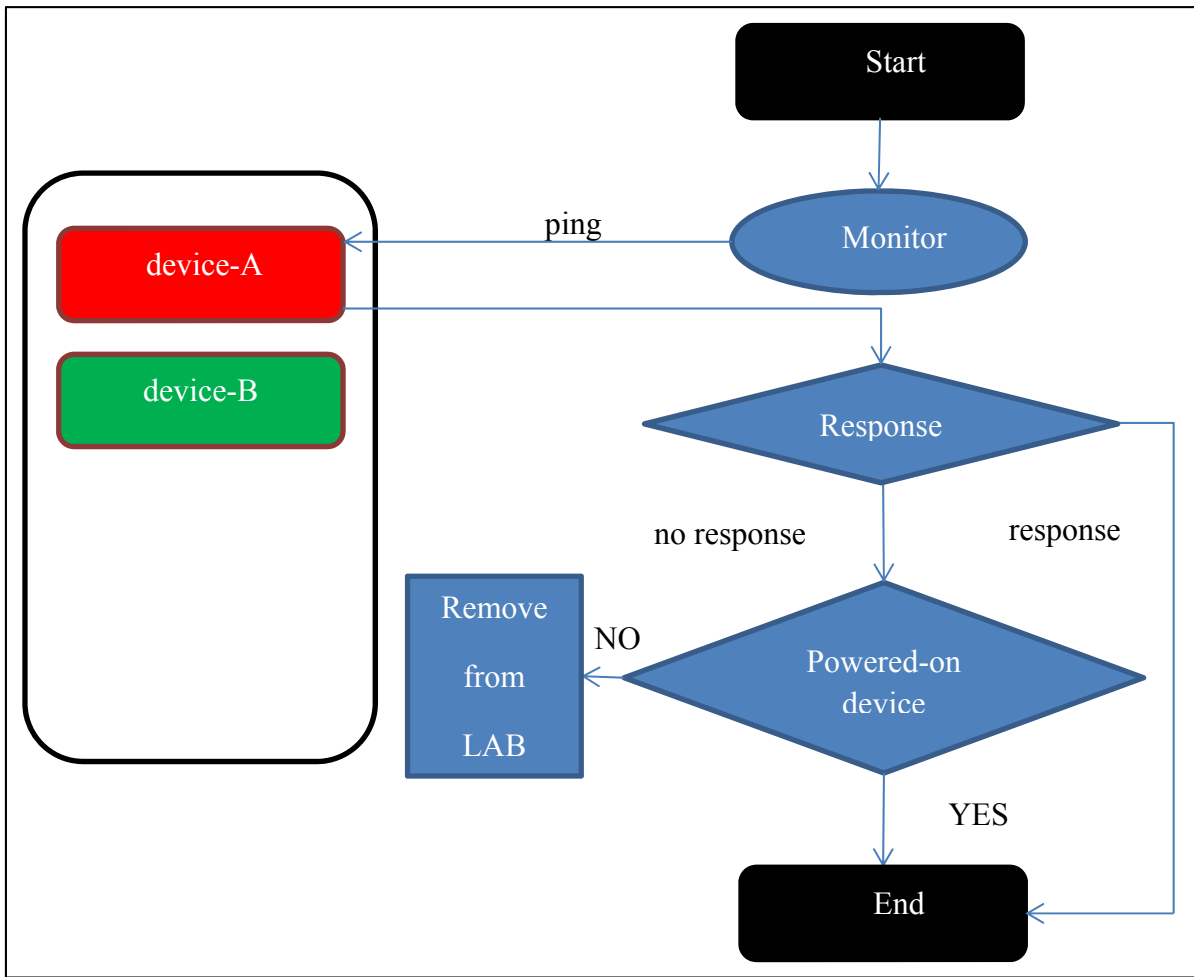 Start
ping
Monitor
device-A
device-B
Response
no response
response
Remove
from
LAB
NO
Powered-on
device
YES
End